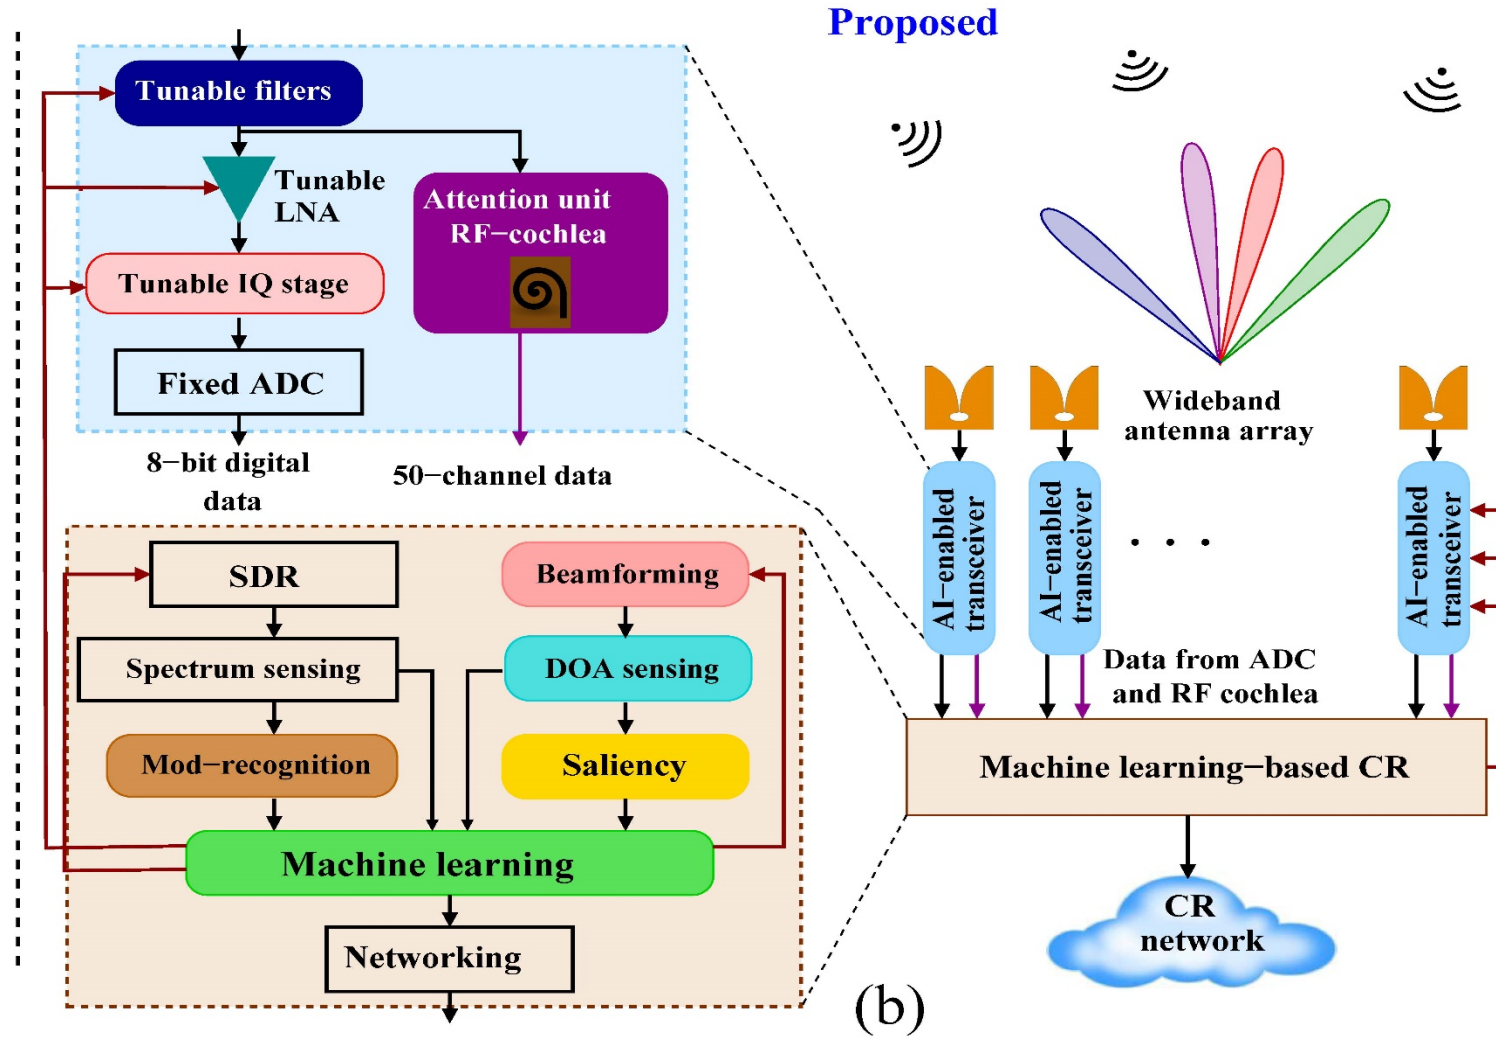 Proposed
Tunable filters
Tunable
LNA
Attention unit
RF−cochlea
Tunable IQ stage
Fixed ADC
8−bit digital
data
50−channel data
SDR
Beamforming
Spectrum sensing
DOA sensing
Mod−recognition
Saliency
Machine learning
Networking
Wideband
antenna array
AI−enabled
transceiver
AI−enabled
transceiver
. . .
AI−enabled
transceiver
Data from ADC
and RF cochlea
Machine learning−based CR
CR
network
(b)